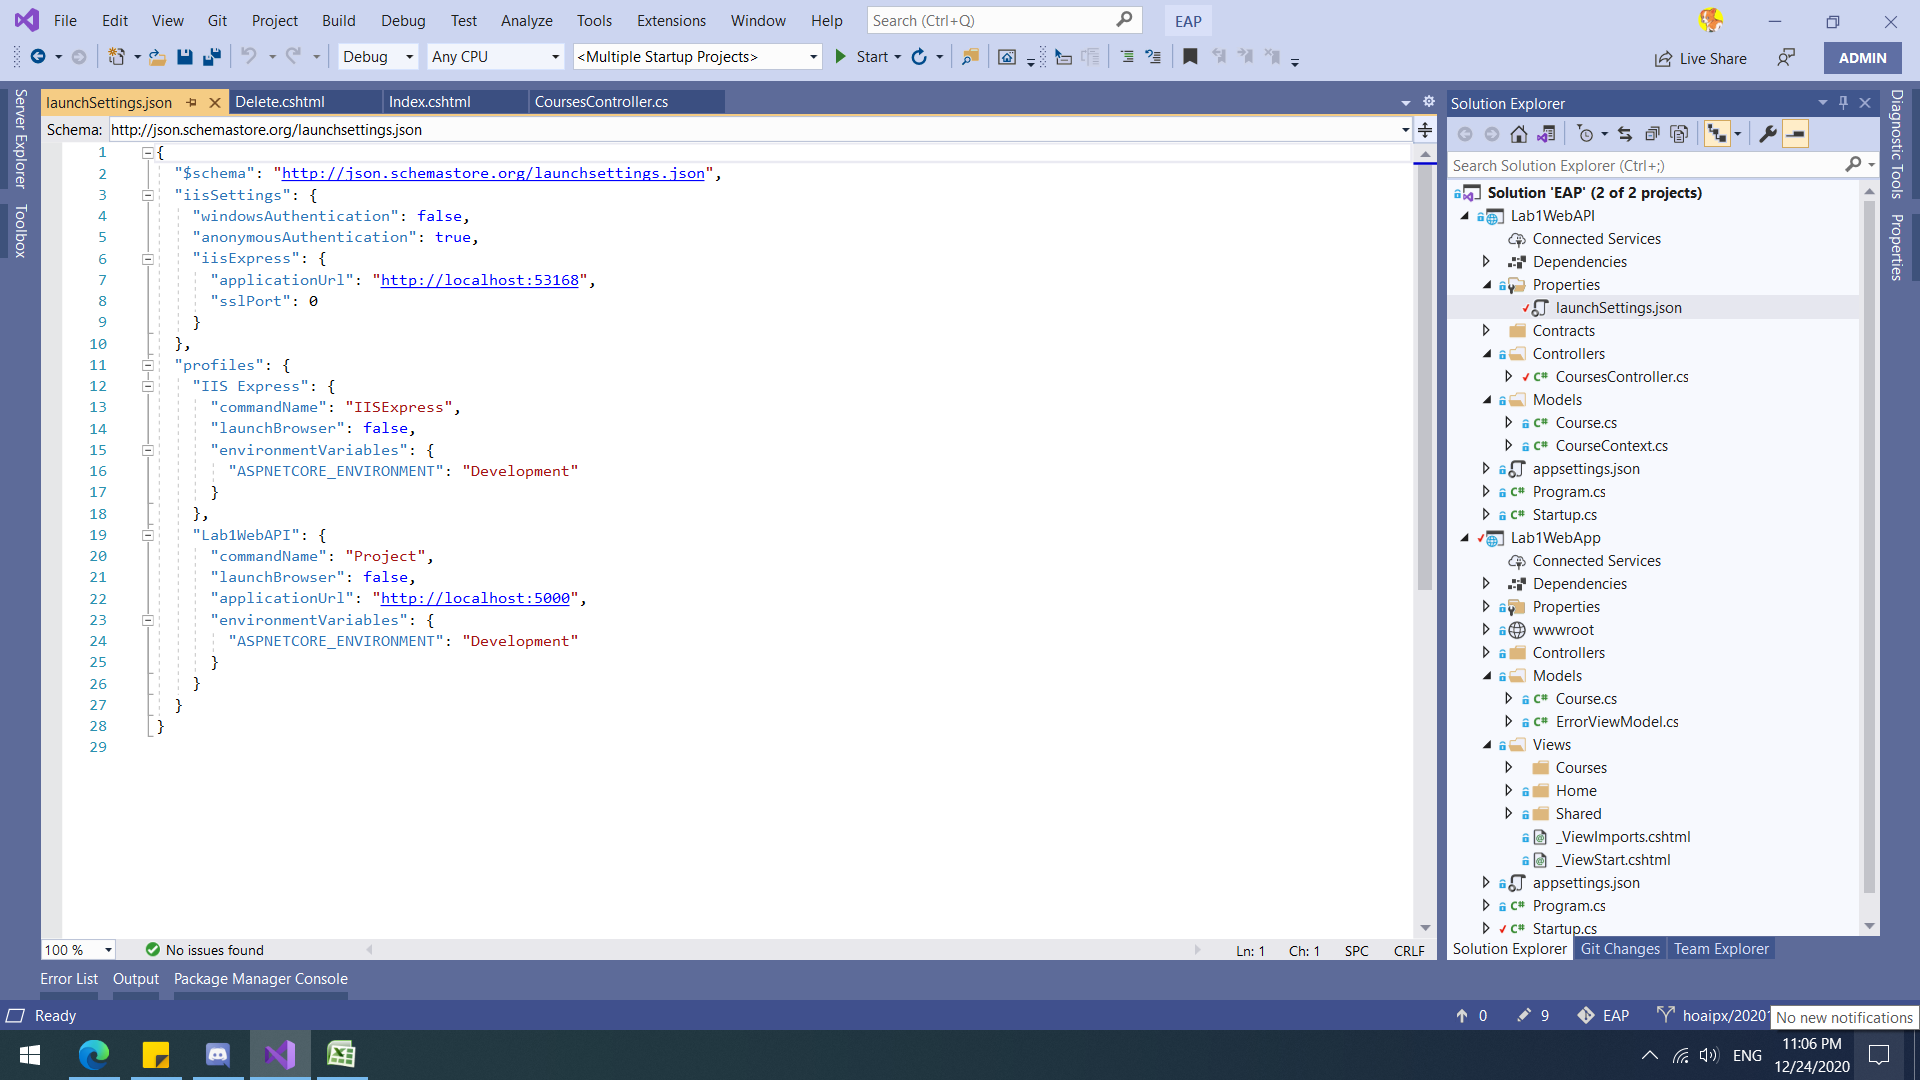 File Edit View Git Project Build Debug Test Analyze Tools Extensions Window Help Search (Ctrl+Q) EAP
Debug Any CPU <Multiple Startup Projects> Start Live Share ADMIN
Server Explorer
Toolbox
launchSettings.json Delete.cshtml Index.cshtml CoursesController.cs
Schema: http://json.schemastore.org/launchsettings.json
1 {
2 "$schema": "http://json.schemastore.org/launchsettings.json",
3 "iisSettings": {
4 "windowsAuthentication": false,
5 "anonymousAuthentication": true,
6 "iisExpress": {
7 "applicationUrl": "http://localhost:53168",
8 "sslPort": 0
9 }
10 },
11 "profiles": {
12 "IIS Express": {
13 "commandName": "IISExpress",
14 "launchBrowser": false,
15 "environmentVariables": {
16 "ASPNETCORE_ENVIRONMENT": "Development"
17 }
18 },
19 "Lab1WebAPI": {
20 "commandName": "Project",
21 "launchBrowser": false,
22 "applicationUrl": "http://localhost:5000",
23 "environmentVariables": {
24 "ASPNETCORE_ENVIRONMENT": "Development"
25 }
26 }
27 }
28 }
29
100 % No issues found Ln: 1 Ch: 1 SPC CRLF
Solution Explorer
Search Solution Explorer (Ctrl+;)
Solution 'EAP' (2 of 2 projects)
Lab1WebAPI
Connected Services
Dependencies
Properties
launchSettings.json
Contracts
Controllers
C# CoursesController.cs
Models
C# Course.cs
C# CourseContext.cs
appsettings.json
C# Program.cs
C# Startup.cs
Lab1WebApp
Connected Services
Dependencies
Properties
wwwroot
Controllers
Models
C# Course.cs
C# ErrorViewModel.cs
Views
Courses
Home
Shared
_ViewImports.cshtml
_ViewStart.cshtml
appsettings.json
C# Program.cs
C# Startup.cs
Solution Explorer Git Changes Team Explorer
Diagnostic Tools
Properties
Error List Output Package Manager Console
Ready 0 9 EAP hoaipx/2020 No new notifications
ENG 11:06 PM
12/24/2020